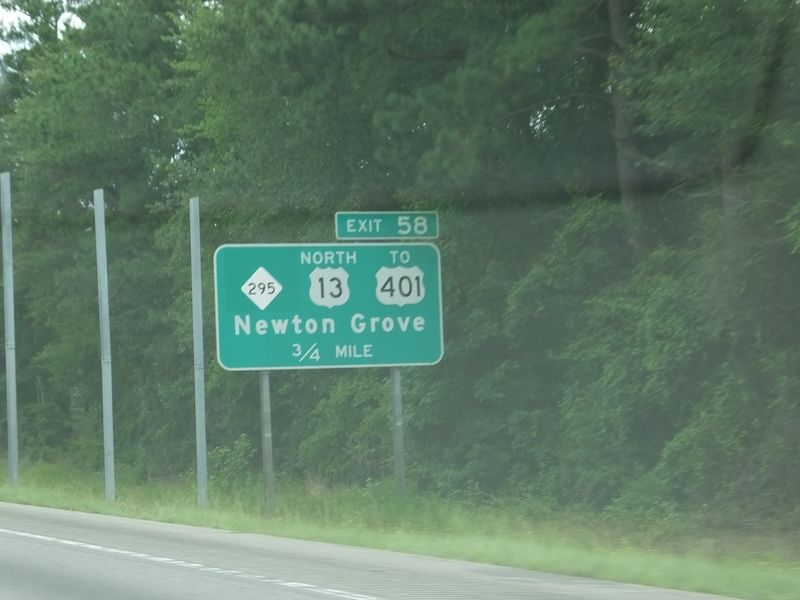 EXIT 58
NORTH TO
295 13 401
Newton Grove
3/4 MILE